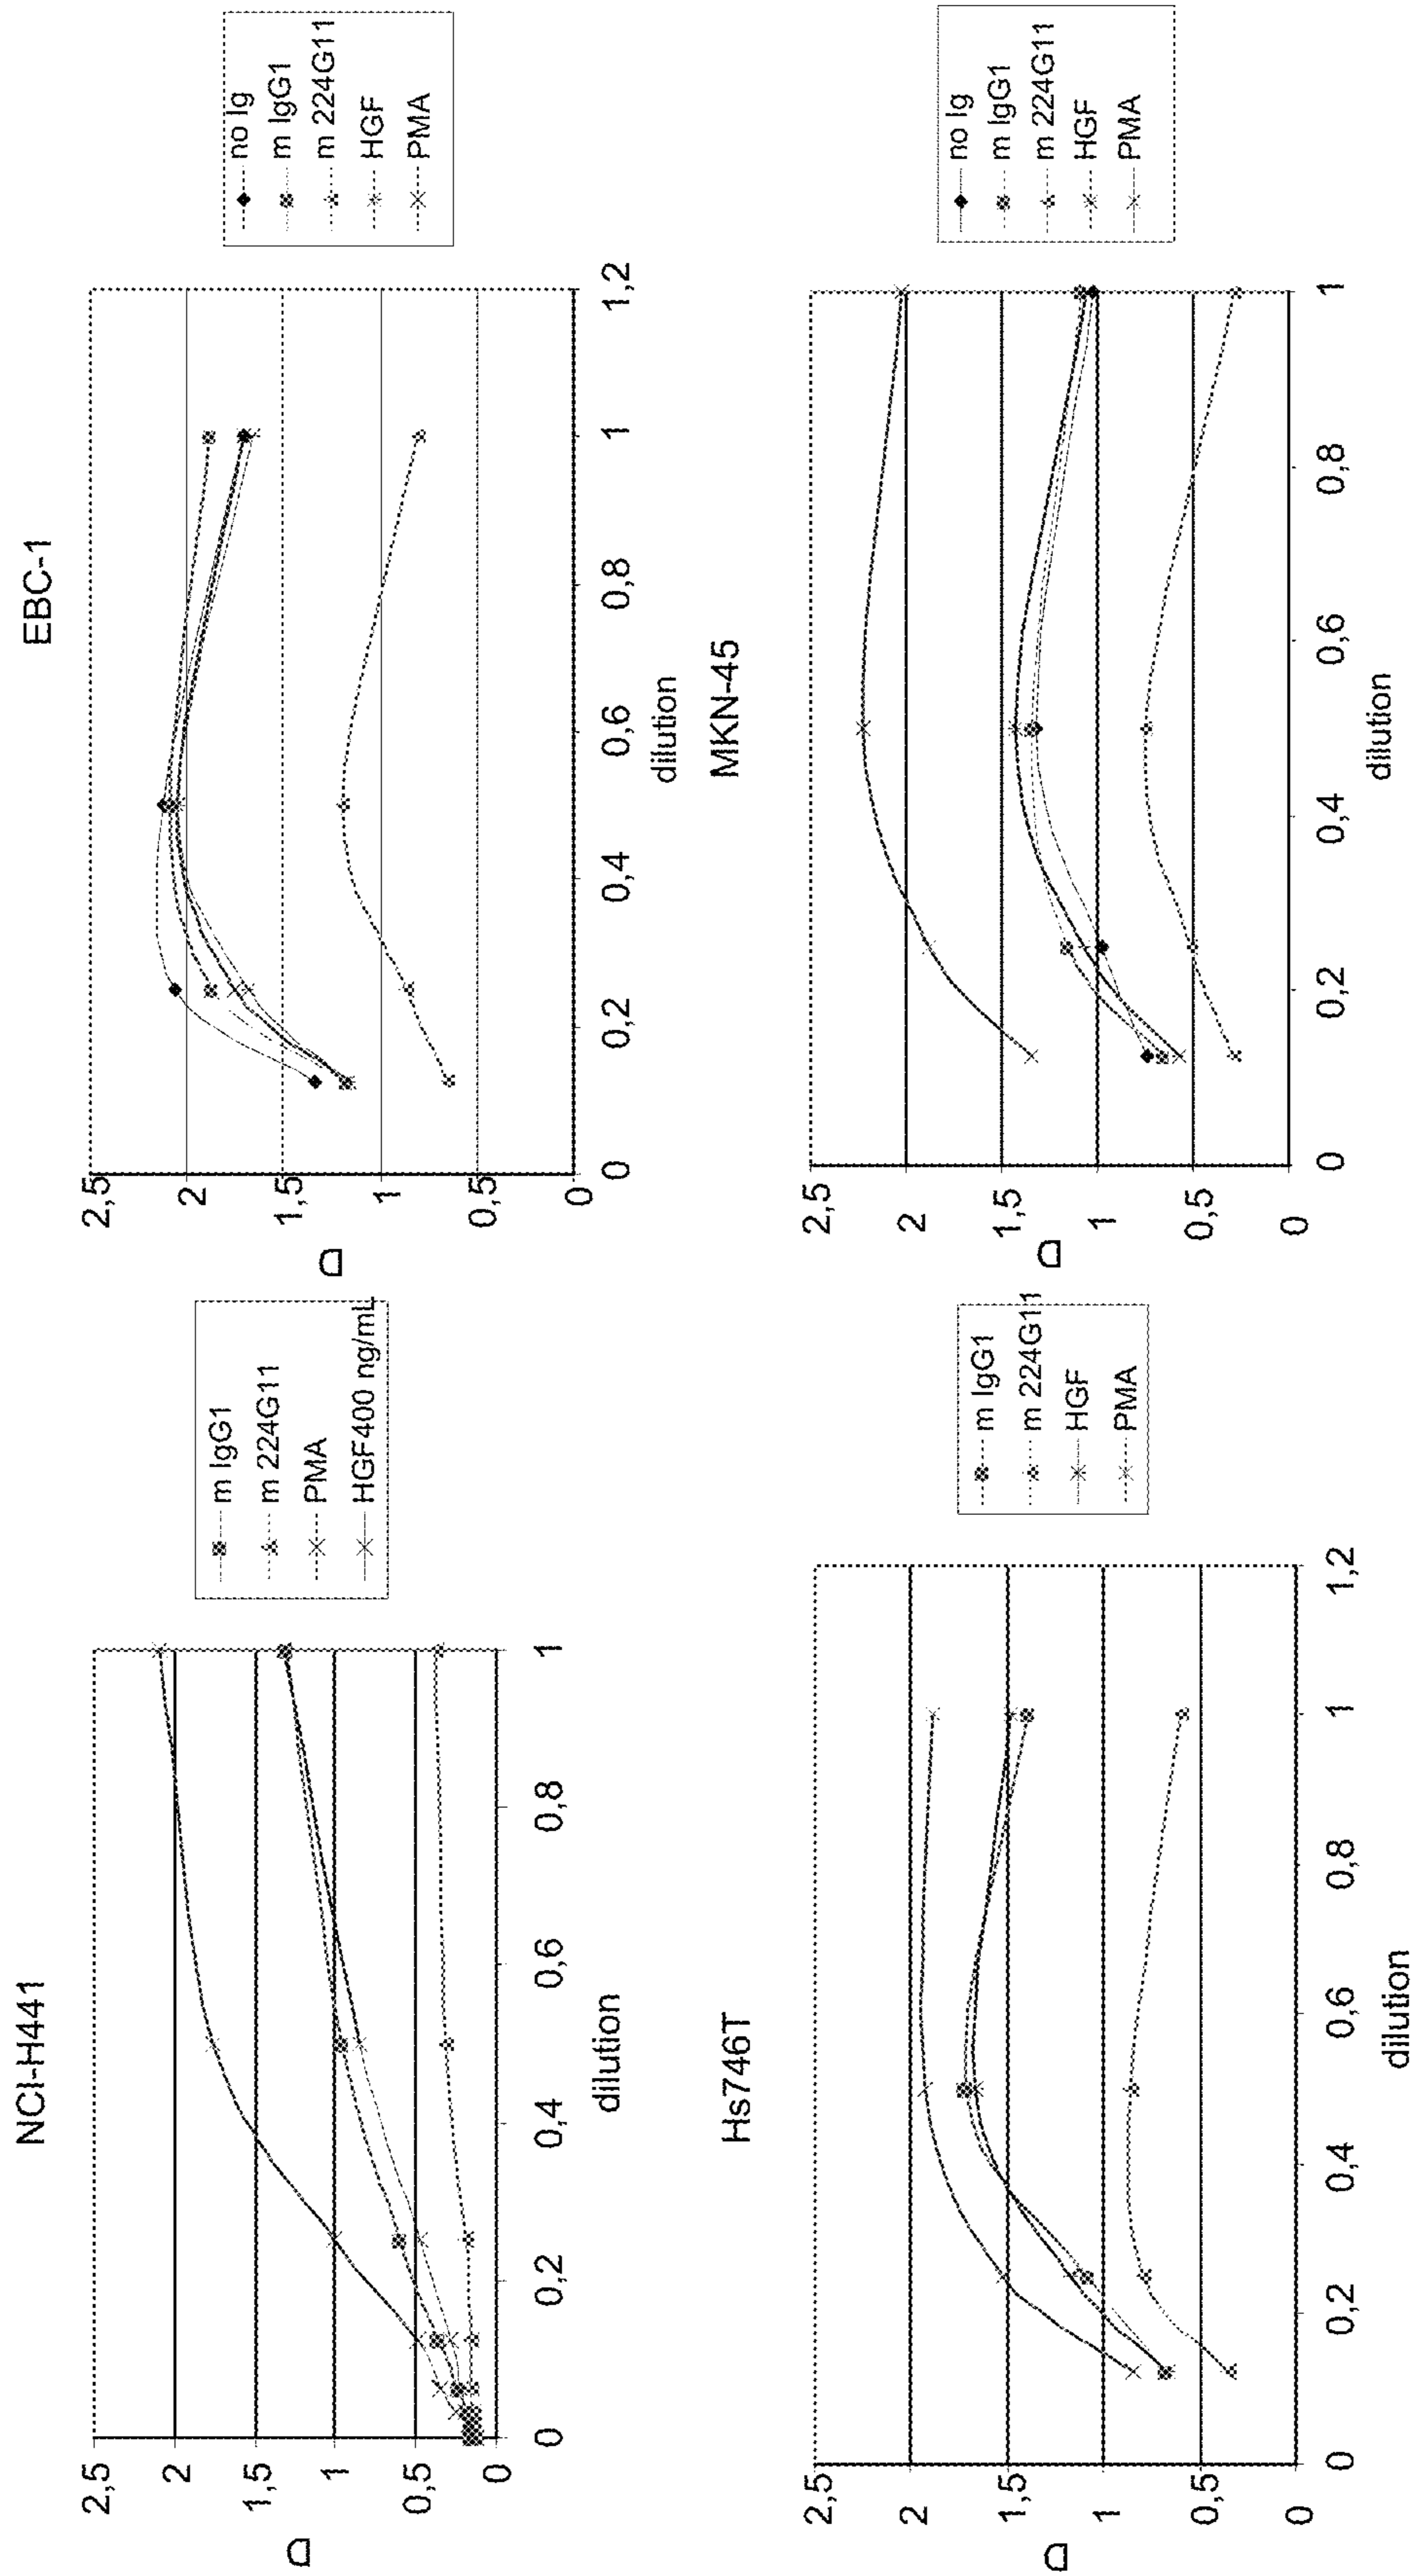 NCI-H441
2,5
2
1,5
1
0,5
0
D
0 0,2 0,4 0,6 0,8 1
dilution
m IgG1
m 224G11
PMA
HGF400 ng/mL
EBC-1
2,5
2
1,5
1
0,5
0
D
0 0,2 0,4 0,6 0,8 1 1,2
dilution
no Ig
m IgG1
m 224G11
HGF
PMA
Hs746T
2,5
2
1,5
1
0,5
0
D
0 0,2 0,4 0,6 0,8 1 1,2
dilution
m IgG1
m 224G11
HGF
PMA
MKN-45
2,5
2
1,5
1
0,5
0
D
0 0,2 0,4 0,6 0,8 1
dilution
no Ig
m IgG1
m 224G11
HGF
PMA